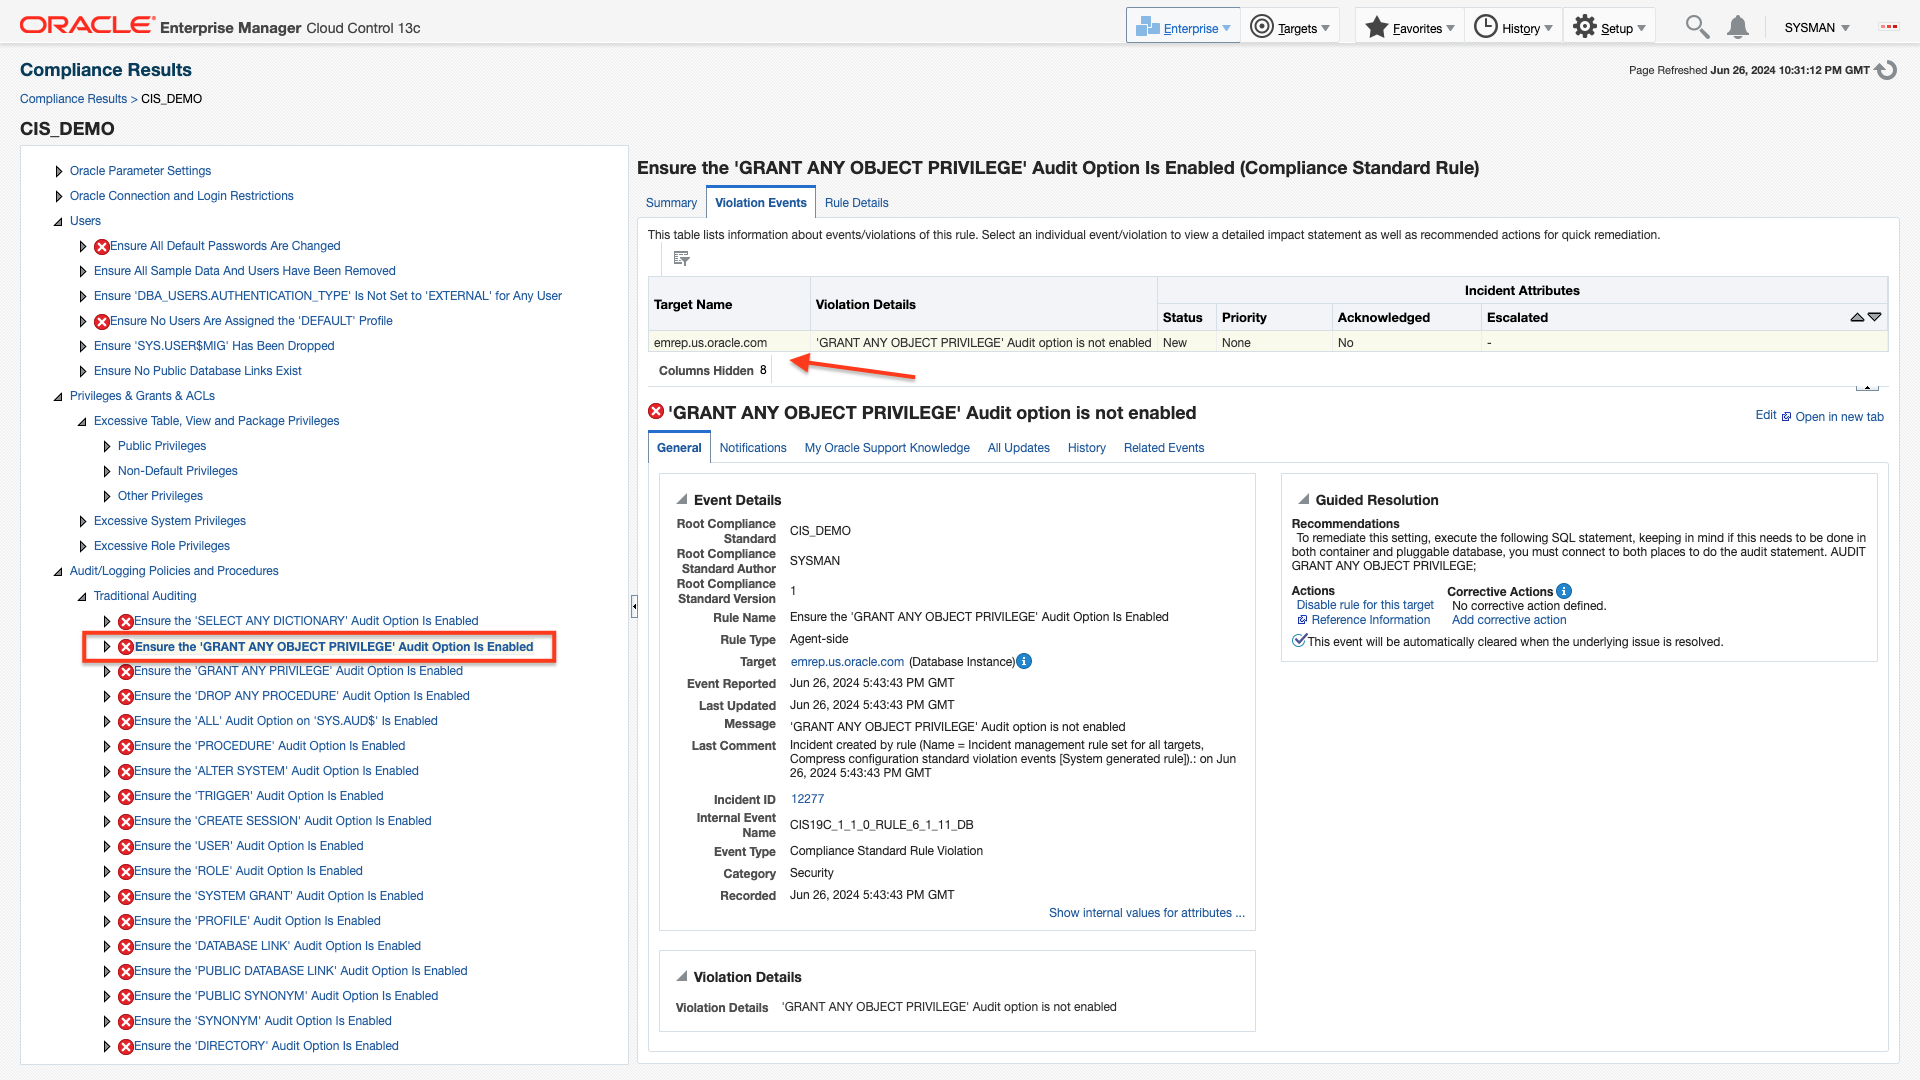 ORACLE Enterprise Manager Cloud Control 13c
Enterprise Targets Favorites History Setup SYSMAN
Compliance Results
Page Refreshed Jun 26, 2024 10:31:12 PM GMT
Compliance Results > CIS_DEMO
CIS_DEMO
Oracle Parameter Settings
Oracle Connection and Login Restrictions
Users
Ensure All Default Passwords Are Changed
Ensure All Sample Data And Users Have Been Removed
Ensure 'DBA_USERS.AUTHENTICATION_TYPE' Is Not Set to 'EXTERNAL' for Any User
Ensure No Users Are Assigned the 'DEFAULT' Profile
Ensure 'SYS.USER$MIG' Has Been Dropped
Ensure No Public Database Links Exist
Privileges & Grants & ACLs
Excessive Table, View and Package Privileges
Public Privileges
Non-Default Privileges
Other Privileges
Excessive System Privileges
Excessive Role Privileges
Audit/Logging Policies and Procedures
Traditional Auditing
Ensure the 'SELECT ANY DICTIONARY' Audit Option Is Enabled
Ensure the 'GRANT ANY OBJECT PRIVILEGE' Audit Option Is Enabled
Ensure the 'GRANT ANY PRIVILEGE' Audit Option Is Enabled
Ensure the 'DROP ANY PROCEDURE' Audit Option Is Enabled
Ensure the 'ALL' Audit Option on 'SYS.AUD$' Is Enabled
Ensure the 'PROCEDURE' Audit Option Is Enabled
Ensure the 'ALTER SYSTEM' Audit Option Is Enabled
Ensure the 'TRIGGER' Audit Option Is Enabled
Ensure the 'CREATE SESSION' Audit Option Is Enabled
Ensure the 'USER' Audit Option Is Enabled
Ensure the 'ROLE' Audit Option Is Enabled
Ensure the 'SYSTEM GRANT' Audit Option Is Enabled
Ensure the 'PROFILE' Audit Option Is Enabled
Ensure the 'DATABASE LINK' Audit Option Is Enabled
Ensure the 'PUBLIC DATABASE LINK' Audit Option Is Enabled
Ensure the 'PUBLIC SYNONYM' Audit Option Is Enabled
Ensure the 'SYNONYM' Audit Option Is Enabled
Ensure the 'DIRECTORY' Audit Option Is Enabled
Ensure the 'GRANT ANY OBJECT PRIVILEGE' Audit Option Is Enabled (Compliance Standard Rule)
Summary Violation Events Rule Details
This table lists information about events/violations of this rule. Select an individual event/violation to view a detailed impact statement as well as recommended actions for quick remediation.
Target Name Violation Details Incident Attributes
Status Priority Acknowledged Escalated
emrep.us.oracle.com 'GRANT ANY OBJECT PRIVILEGE' Audit option is not enabled New None No -
Columns Hidden 8
'GRANT ANY OBJECT PRIVILEGE' Audit option is not enabled
Edit Open in new tab
General Notifications My Oracle Support Knowledge All Updates History Related Events
Event Details
Root Compliance Standard CIS_DEMO
Root Compliance Standard Author SYSMAN
Root Compliance Standard Version 1
Rule Name Ensure the 'GRANT ANY OBJECT PRIVILEGE' Audit Option Is Enabled
Rule Type Agent-side
Target emrep.us.oracle.com (Database Instance)
Event Reported Jun 26, 2024 5:43:43 PM GMT
Last Updated Jun 26, 2024 5:43:43 PM GMT
Message 'GRANT ANY OBJECT PRIVILEGE' Audit option is not enabled
Last Comment Incident created by rule (Name = Incident management rule set for all targets,
Compress configuration standard violation events [System generated rule]).: on Jun
26, 2024 5:43:43 PM GMT
Incident ID 12277
Internal Event Name CIS19C_1_1_0_RULE_6_1_11_DB
Event Type Compliance Standard Rule Violation
Category Security
Recorded Jun 26, 2024 5:43:43 PM GMT
Show internal values for attributes ...
Violation Details
Violation Details 'GRANT ANY OBJECT PRIVILEGE' Audit option is not enabled
Guided Resolution
Recommendations
To remediate this setting, execute the following SQL statement, keeping in mind if this needs to be done in
both container and pluggable database, you must connect to both places to do the audit statement. AUDIT
GRANT ANY OBJECT PRIVILEGE;
Actions Corrective Actions
Disable rule for this target No corrective action defined.
Reference Information Add corrective action
This event will be automatically cleared when the underlying issue is resolved.